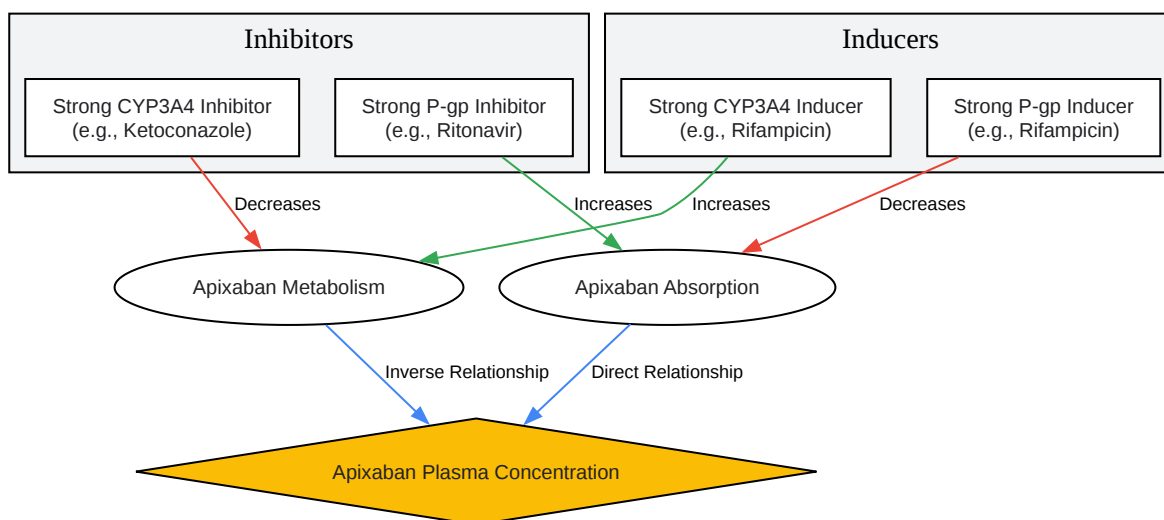 Inhibitors
Inducers
Strong CYP3A4 Inhibitor
(e.g., Ketoconazole)
Strong P-gp Inhibitor
(e.g., Ritonavir)
Strong CYP3A4 Inducer
(e.g., Rifampicin)
Strong P-gp Inducer
(e.g., Rifampicin)
Decreases
Increases
Increases
Decreases
Apixaban Metabolism
Apixaban Absorption
Inverse Relationship
Direct Relationship
Apixaban Plasma Concentration